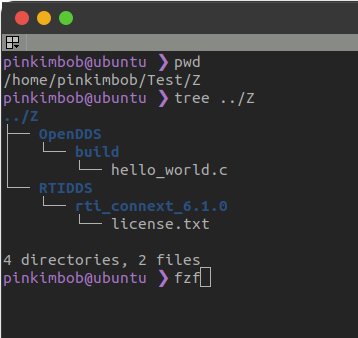 pinkimbob@ubuntu ❯ pwd
/home/pinkimbob/Test/Z
pinkimbob@ubuntu ❯ tree ../Z
../Z
├── OpenDDS
│   └── build
│       └── hello_world.c
└── RTIDDS
    └── rti_connext_6.1.0
        └── license.txt
4 directories, 2 files
pinkimbob@ubuntu ❯ fzf